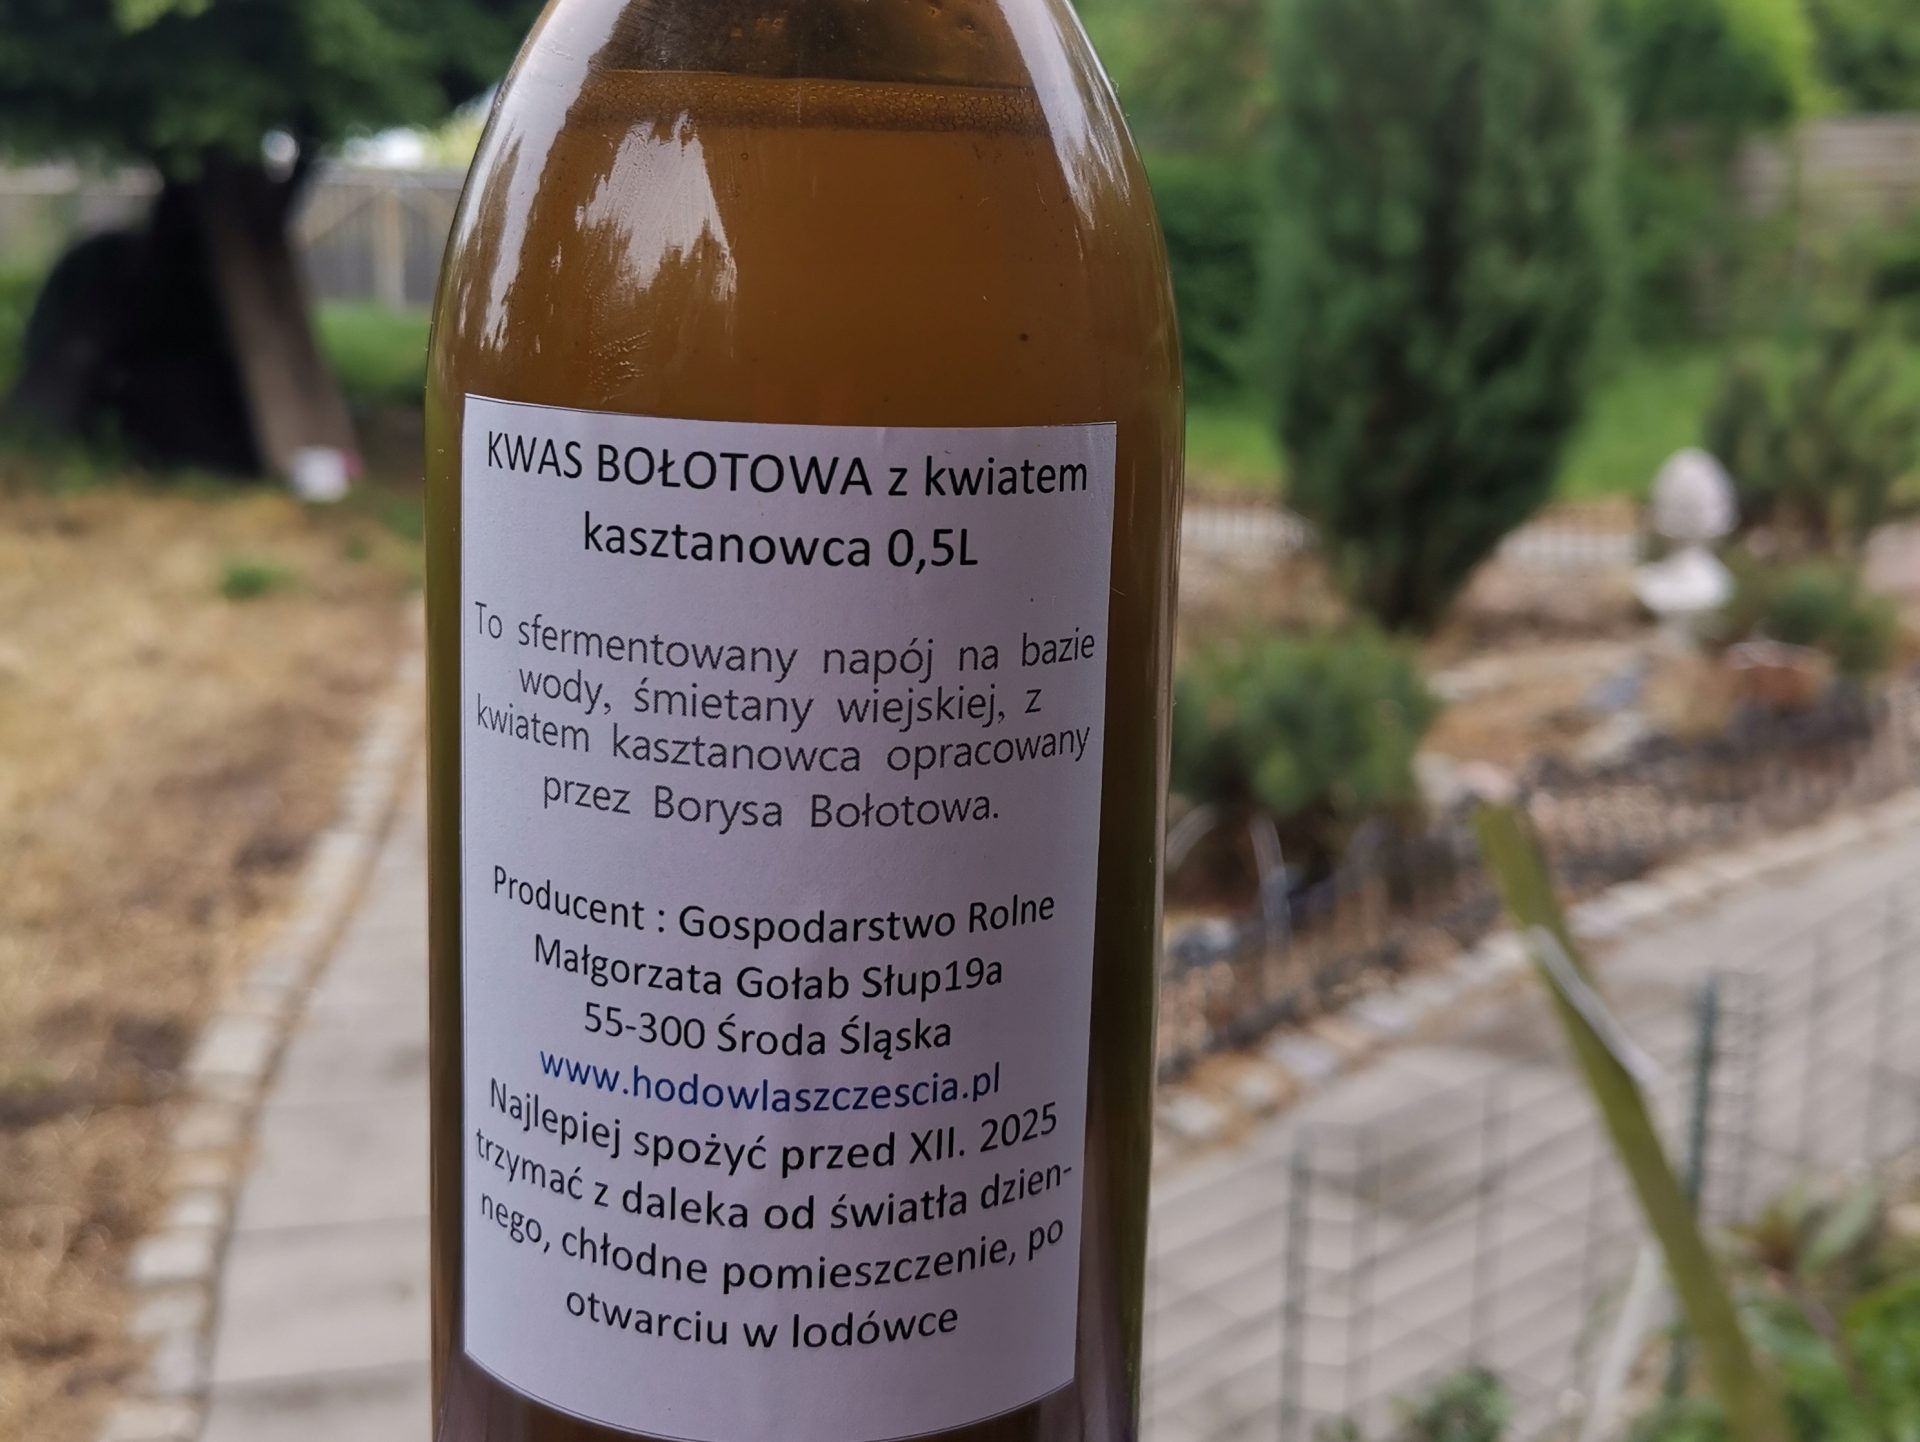 KWAS BOŁOTOWA z kwiatem
kasztanowca 0,5L
To sfermentowany napój na bazie
wody, śmietany wiejskiej, z
kwiatem kasztanowca opracowany
przez Borysa Bołotowa.
Producent : Gospodarstwo Rolne
Małgorzata Gołab Słup19a
55-300 Środa Śląska
www.hodowlaszczescia.pl
Najlepiej spożyć przed XII. 2025
trzymać z daleka od światła dzien-
nego, chłodne pomieszczenie, po
otwarciu w lodówce